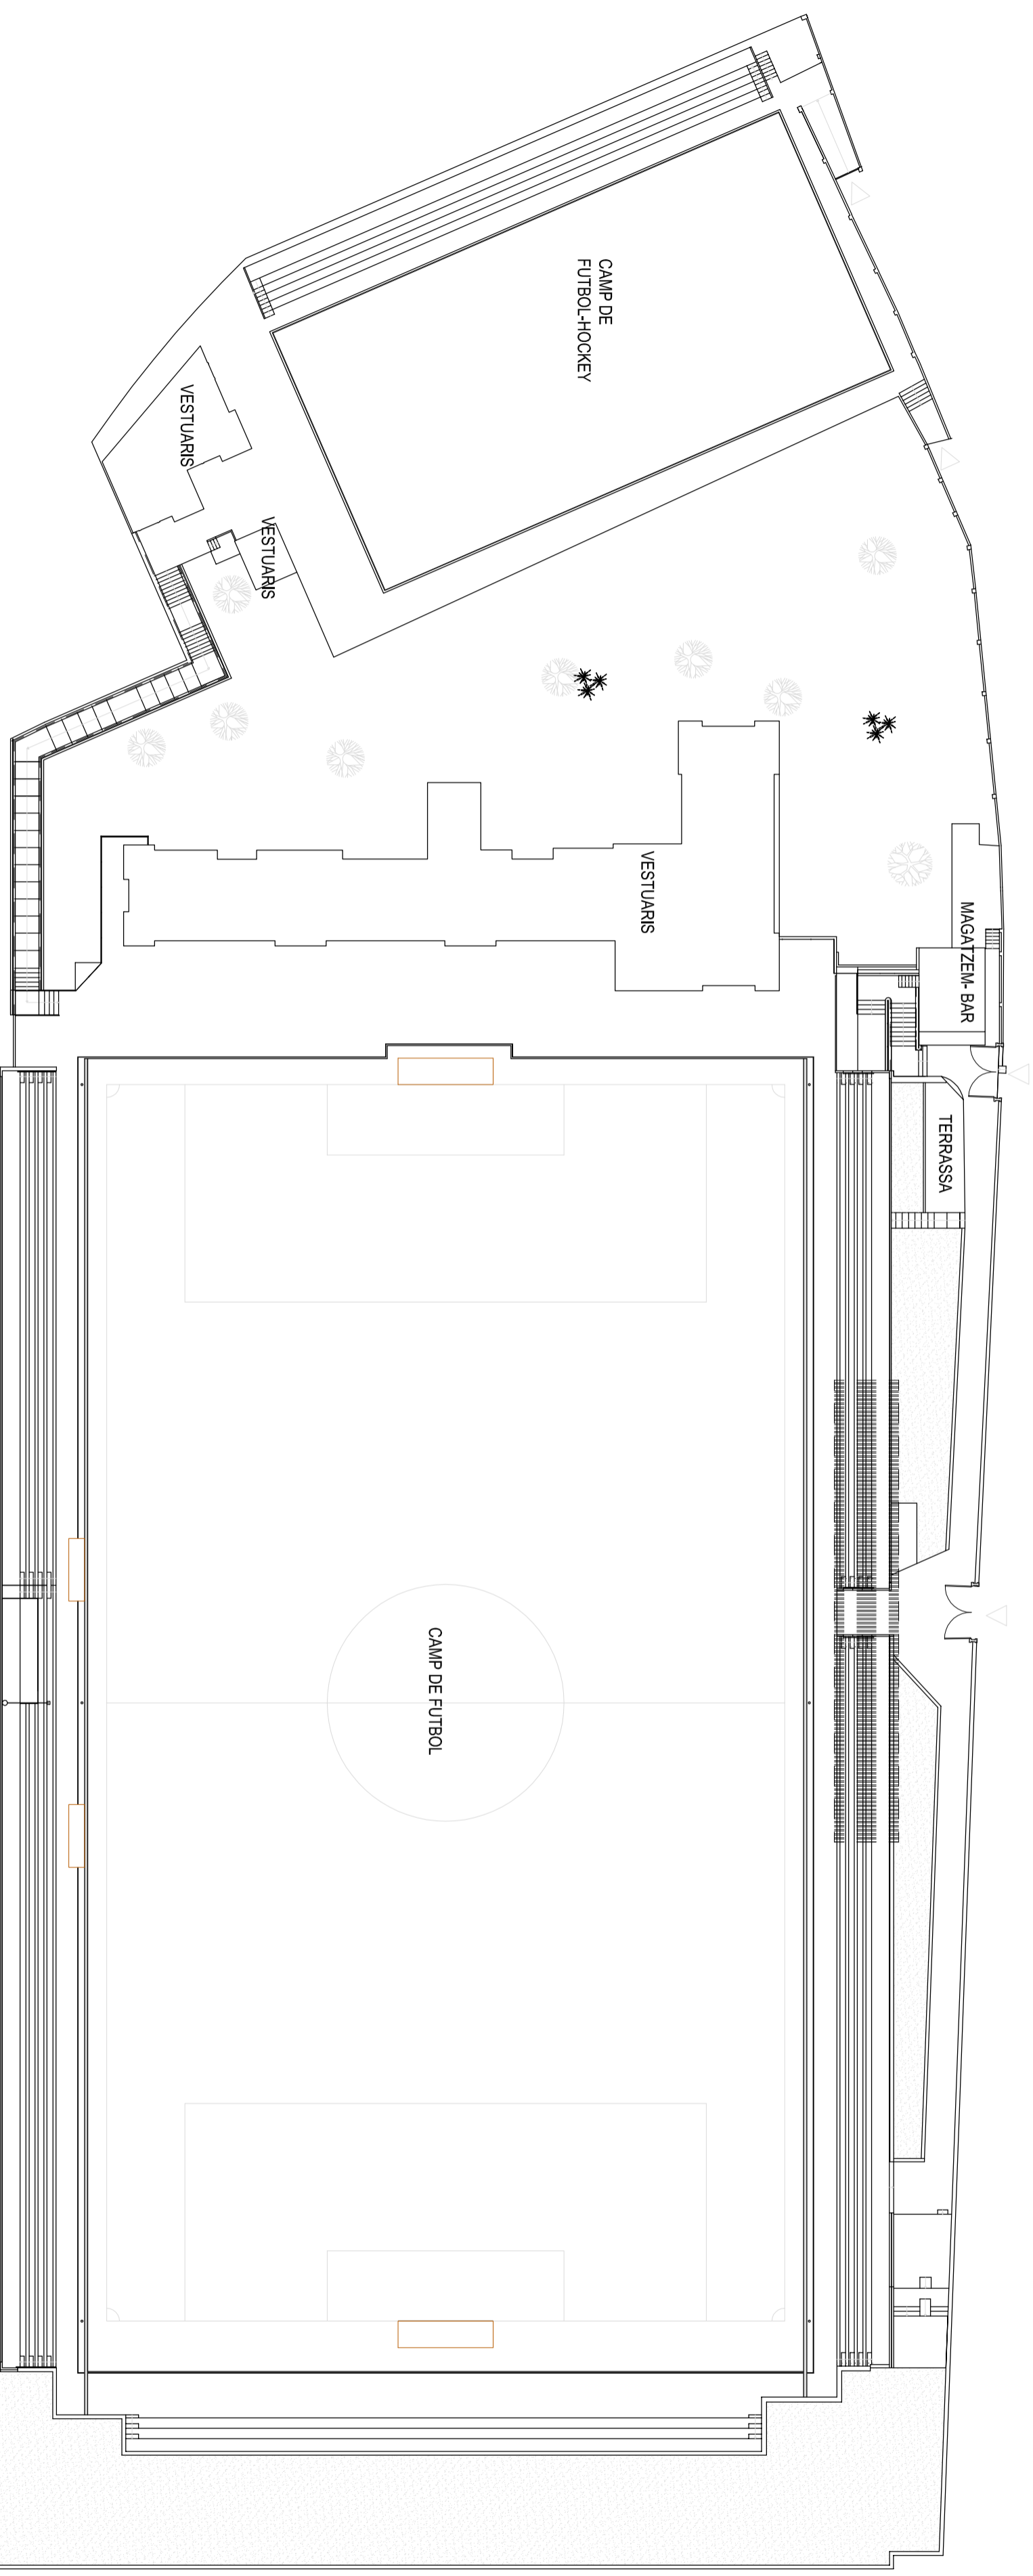 CAMP DE
FUTBOL-HOCKEY
VESTUARIS
VESTUARIS
VESTUARIS
MAGATZEM- BAR
TERRASSA
CAMP DE FUTBOL